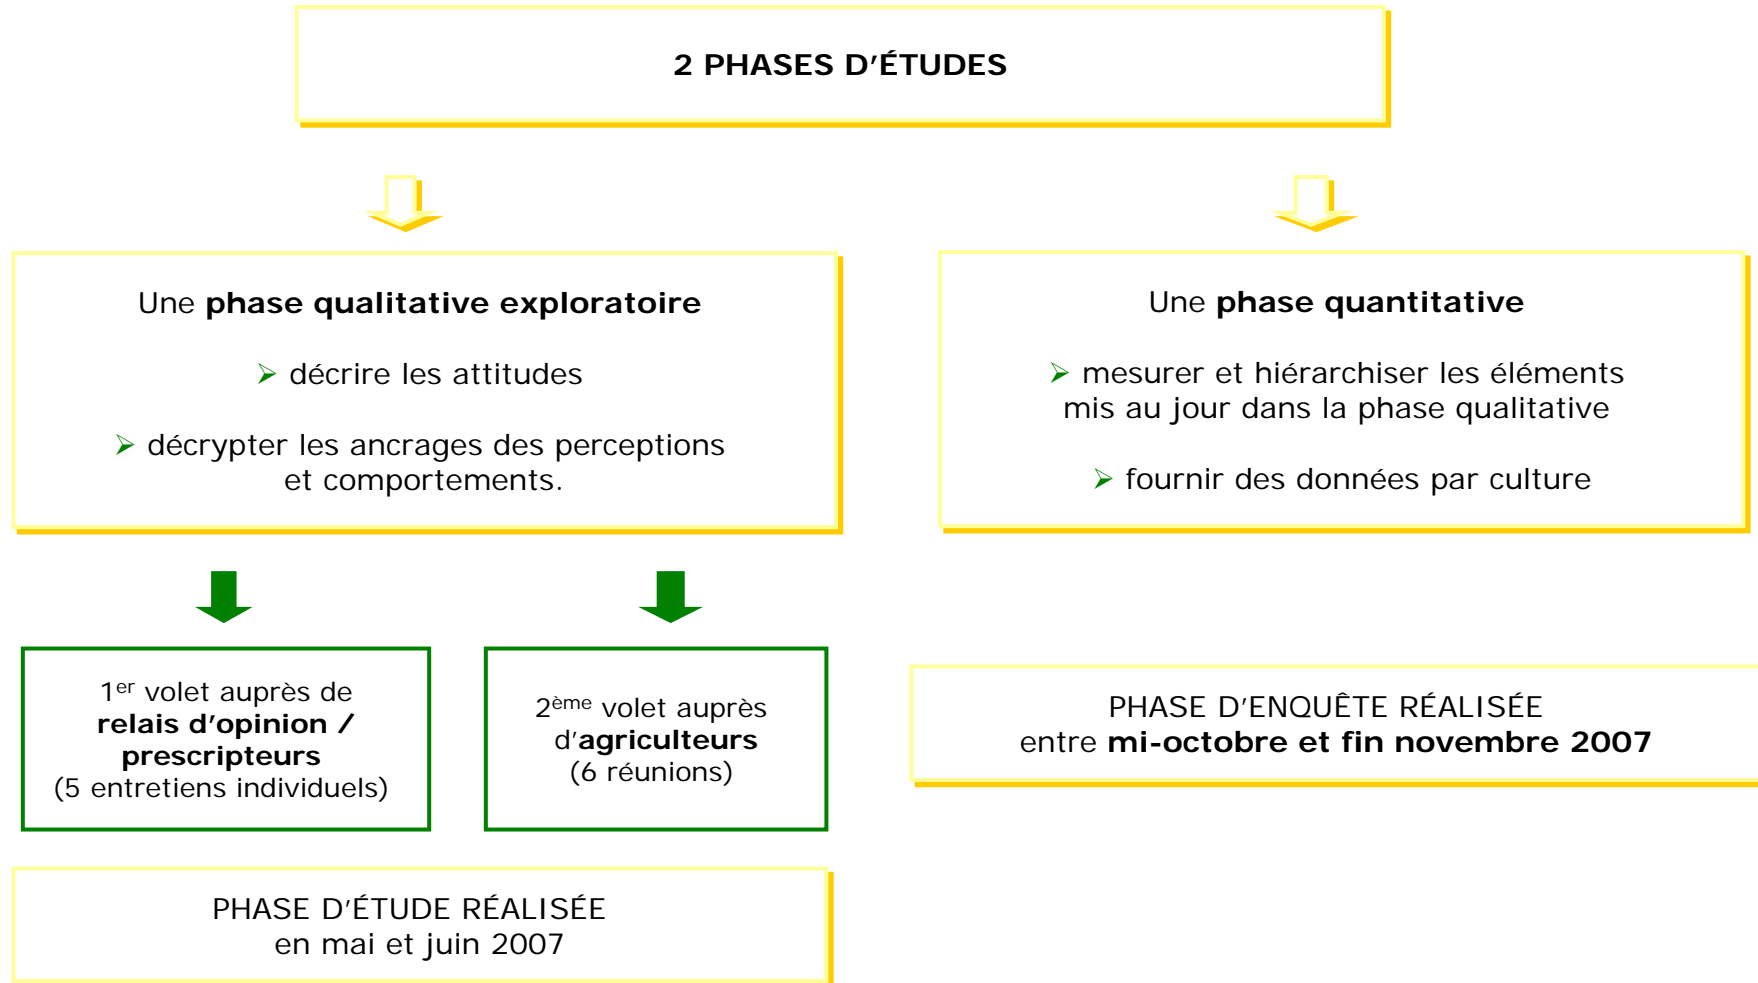 2 PHASES D'ÉTUDES
Une phase qualitative exploratoire
➢ décrire les attitudes
➢ décrypter les ancrages des perceptions
et comportements.
Une phase quantitative
➢ mesurer et hiérarchiser les éléments
mis au jour dans la phase qualitative
➢ fournir des données par culture
1er volet auprès de
relais d'opinion /
prescripteurs
(5 entretiens individuels)
2ème volet auprès
d'agriculteurs
(6 réunions)
PHASE D'ENQUÊTE RÉALISÉE
entre mi-octobre et fin novembre 2007
PHASE D'ÉTUDE RÉALISÉE
en mai et juin 2007